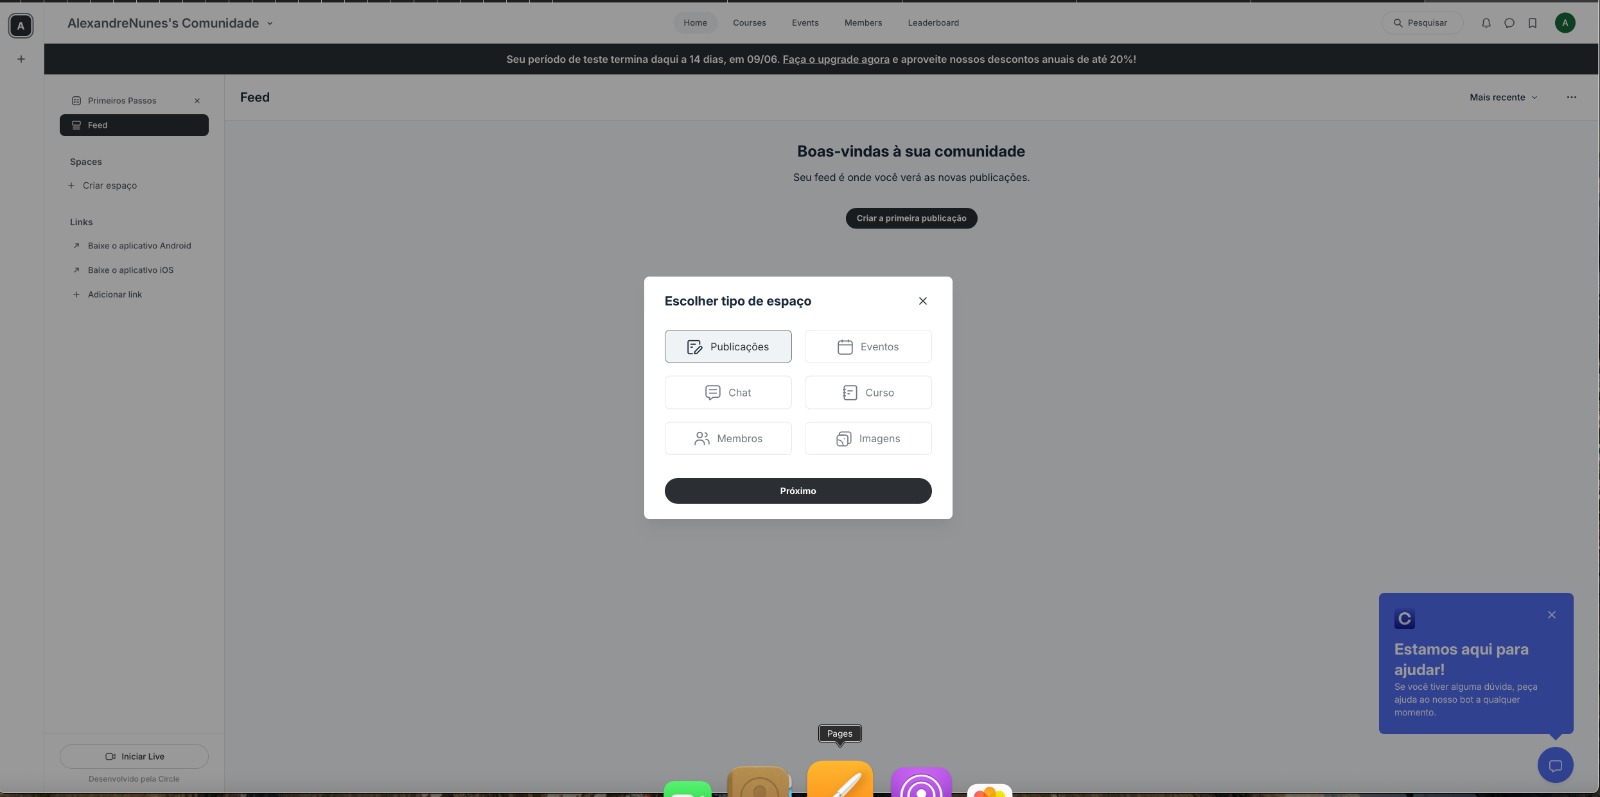 A
AlexandreNunes's Comunidade
Home
Courses
Events
Members
Leaderboard
Pesquisar
A
Seu período de teste termina daqui a 14 dias, em 09/06. Faça o upgrade agora e aproveite nossos descontos anuais de até 20%!
Primeiros Passos
Feed
Spaces
Criar espaço
Links
Baixe o aplicativo Android
Baixe o aplicativo iOS
Adicionar link
Feed
Mais recente
Boas-vindas à sua comunidade
Seu feed é onde você verá as novas publicações.
Criar a primeira publicação
Escolher tipo de espaço
Publicações
Eventos
Chat
Curso
Membros
Imagens
Próximo
C
Estamos aqui para
ajudar!
Se você tiver alguma dúvida, peça
ajuda ao nosso bot a qualquer
momento.
Pages
Iniciar Live
Desenvolvido pela Circle